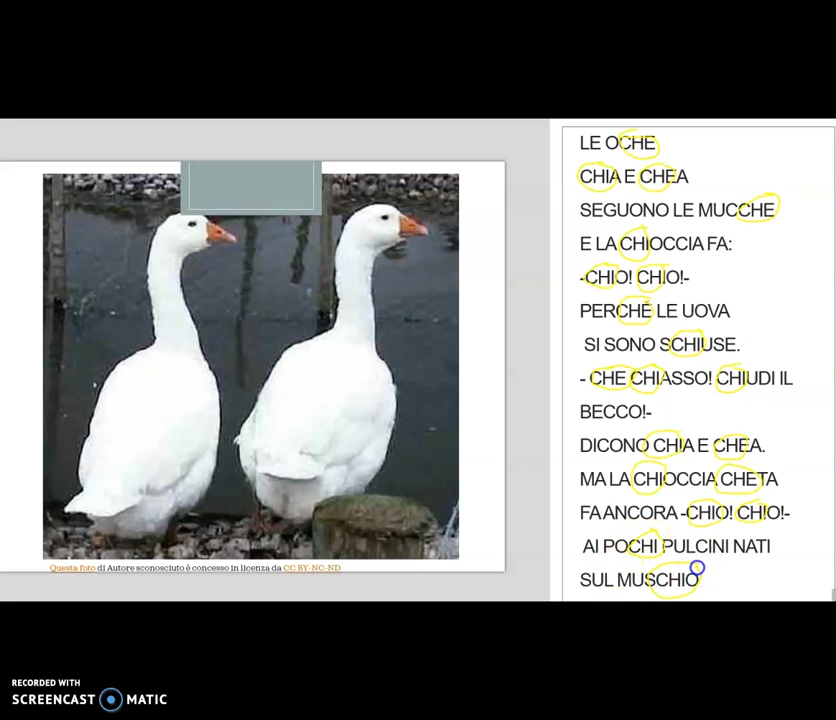 LE OCHE
CHIA E CHEA
SEGUONO LE MUCCHE
E LA CHIOCCIA FA:
-CHIO! CHIO!-
PERCHÉ LE UOVA
SI SONO SCHIUSE.
- CHE CHIASSO! CHIUDI IL
BECCO!-
DICONO CHIA E CHEA.
MA LA CHIOCCIA CHETA
FA ANCORA -CHIO! CHIO!-
AI POCHI PULCINI NATI
SUL MUSCHIO
Questa foto di Autore sconosciuto è concesso in licenza da CC BY-NC-ND
RECORDED WITH
SCREENCAST MATIC